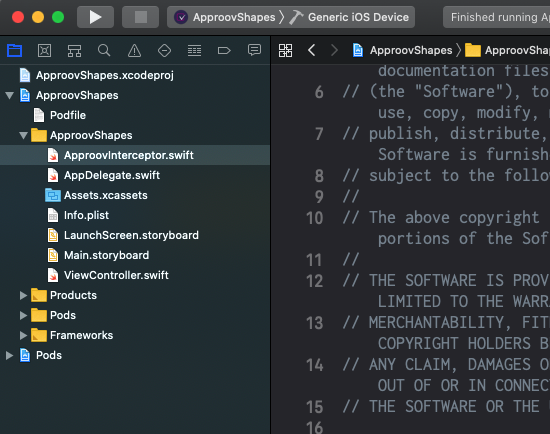 ApproovShapes
Generic iOS Device
Finished running
ApproovShapes
ApproovShapes.xcodeproj
ApproovShapes
Podfile
ApproovShapes
ApproovInterceptor.swift
AppDelegate.swift
Assets.xcassets
Info.plist
LaunchScreen.storyboard
Main.storyboard
ViewController.swift
Products
Pods
Frameworks
Pods
documentation files
6 // (the "Software"), to
use, copy, modify,
7 // publish, distribute,
Software is furnish
8 // subject to the follo
9 //
10 // The above copyright
portions of the Sof
11 //
12 // THE SOFTWARE IS PROV
LIMITED TO THE WARRA
13 // MERCHANTABILITY, FIT
COPYRIGHT HOLDERS B
14 // ANY CLAIM, DAMAGES O
OUT OF OR IN CONNECT
15 // THE SOFTWARE OR THE
16